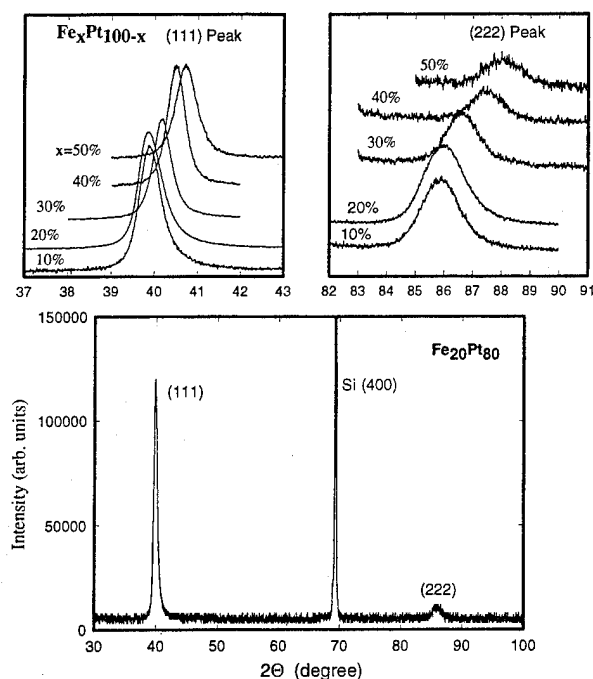 FexPt100-x (111) Peak
x=50%
40%
30%
20%
10%
37 38 39 40 41 42 43
(222) Peak
50%
40%
30%
20%
10%
82 83 84 85 86 87 88 89 90 91
Fe20Pt80
(111)
Si (400)
(222)
150000
100000
50000
0
Intensity (arb. units)
30 40 50 60 70 80 90 100
2Θ (degree)